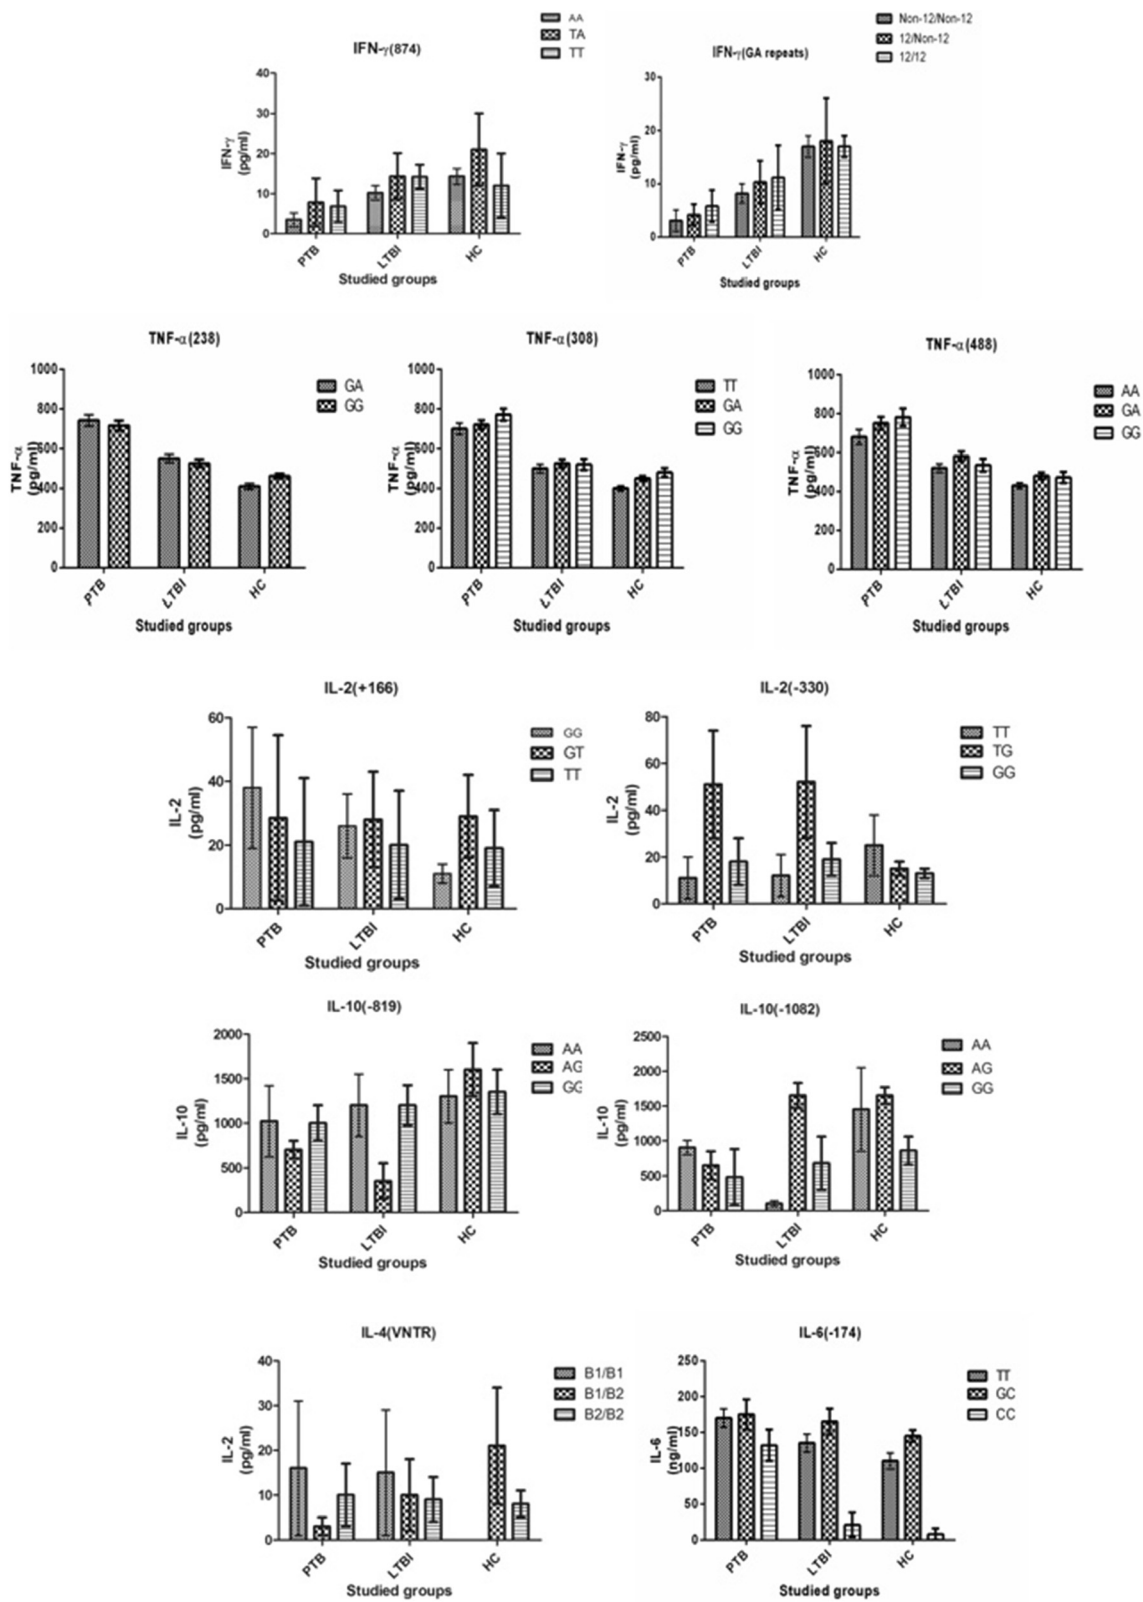 IFN-γ(874)
AA
TA
TT
40
30
20
10
0
IFN-γ
(pg/ml)
PTB
LTBI
HC
Studied groups
IFN-γ(GA repeats)
Non-12/Non-12
12/Non-12
12/12
30
20
10
0
IFN-γ
(pg/ml)
PTB
LTBI
HC
Studied groups
TNF-α(238)
GA
GG
1000
800
600
400
200
0
TNF-α
(pg/ml)
PTB
LTBI
HC
Studied groups
TNF-α(308)
TT
GA
GG
1000
800
600
400
200
0
TNF-α
(pg/ml)
PTB
LTBI
HC
Studied groups
TNF-α(488)
AA
GA
GG
1000
800
600
400
200
0
TNF-α
(pg/ml)
PTB
LTBI
HC
Studied groups
IL-2(+166)
GG
GT
TT
60
40
20
0
IL-2
(pg/ml)
PTB
LTBI
HC
Studied groups
IL-2(-330)
TT
TG
GG
80
60
40
20
0
IL-2
(pg/ml)
PTB
LTBI
HC
Studied groups
IL-10(-819)
AA
AG
GG
2000
1500
1000
500
0
IL-10
(pg/ml)
PTB
LTBI
HC
Studied groups
IL-10(-1082)
AA
AG
GG
2500
2000
1500
1000
500
0
IL-10
(pg/ml)
PTB
LTBI
HC
Studied groups
IL-4(VNTR)
B1/B1
B1/B2
B2/B2
40
30
20
10
0
IL-2
(pg/ml)
PTB
LTBI
HC
Studied groups
IL-6(-174)
TT
GC
CC
250
200
150
100
50
0
IL-6
(ng/ml)
PTB
LTBI
HC
Studied groups